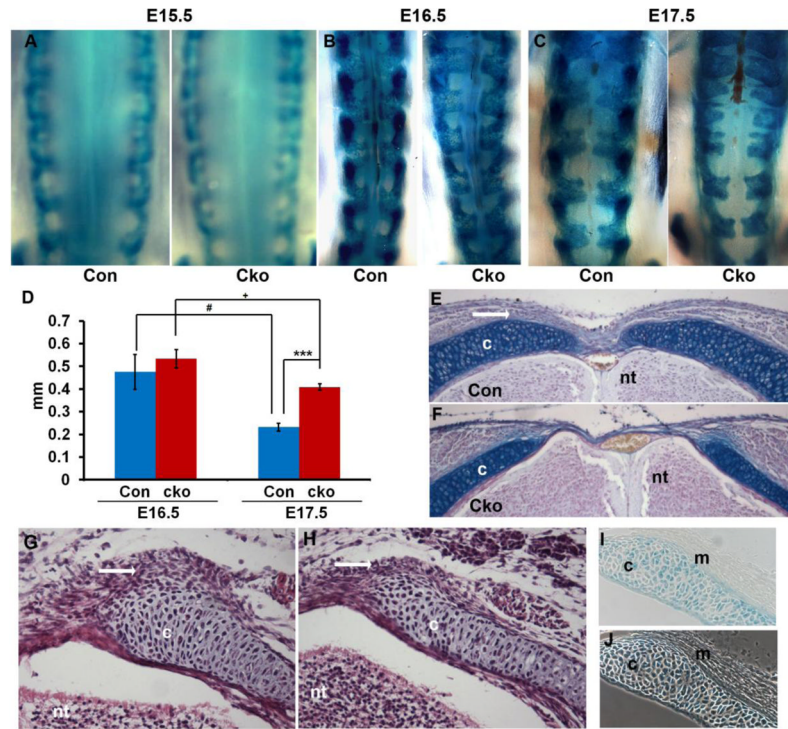 E15.5 E16.5 E17.5
A B C
Con Cko Con Cko Con Cko
D
+
#
***
0.7
0.6
0.5
0.4
0.3
0.2
0.1
0
mm
Con cko Con cko
E16.5 E17.5
E
c
nt
Con
F
c
nt
Cko
G
c
nt
H
c
nt
I
c
m
J
c
m